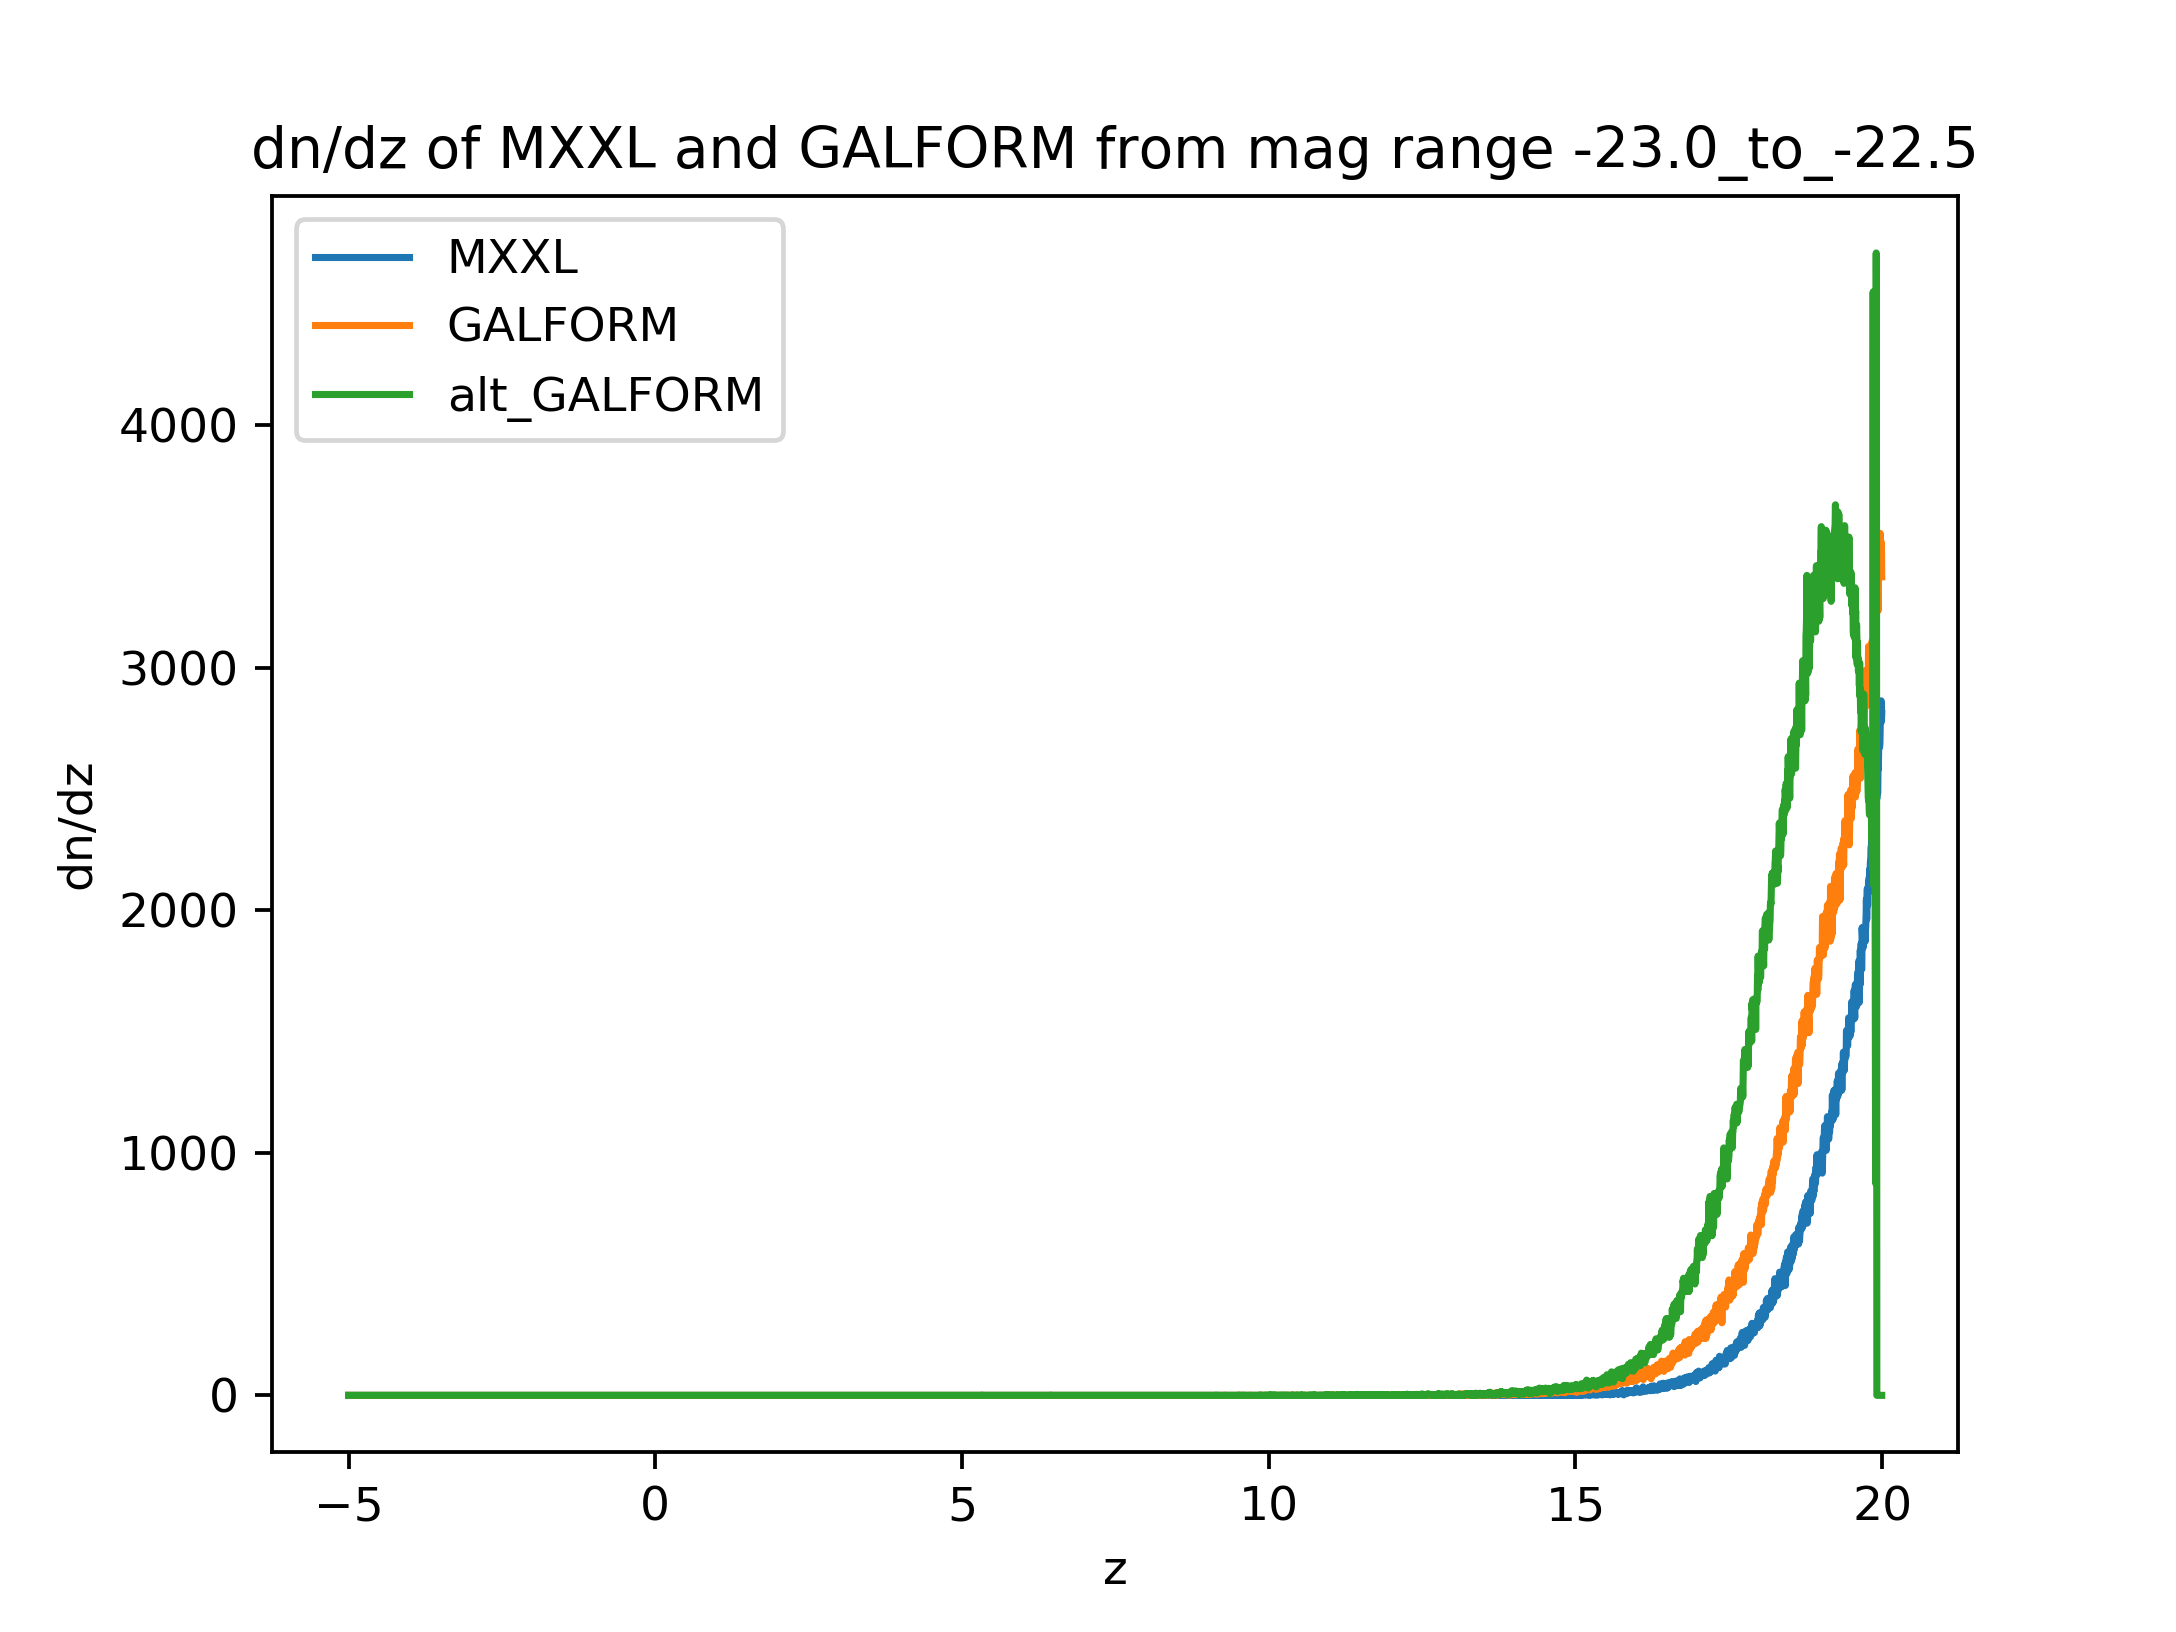 dn/dz of MXXL and GALFORM from mag range -23.0_to_-22.5
MXXL
GALFORM
alt_GALFORM
4000
3000
2000
1000
0
dn/dz
−5
0
5
10
15
20
z